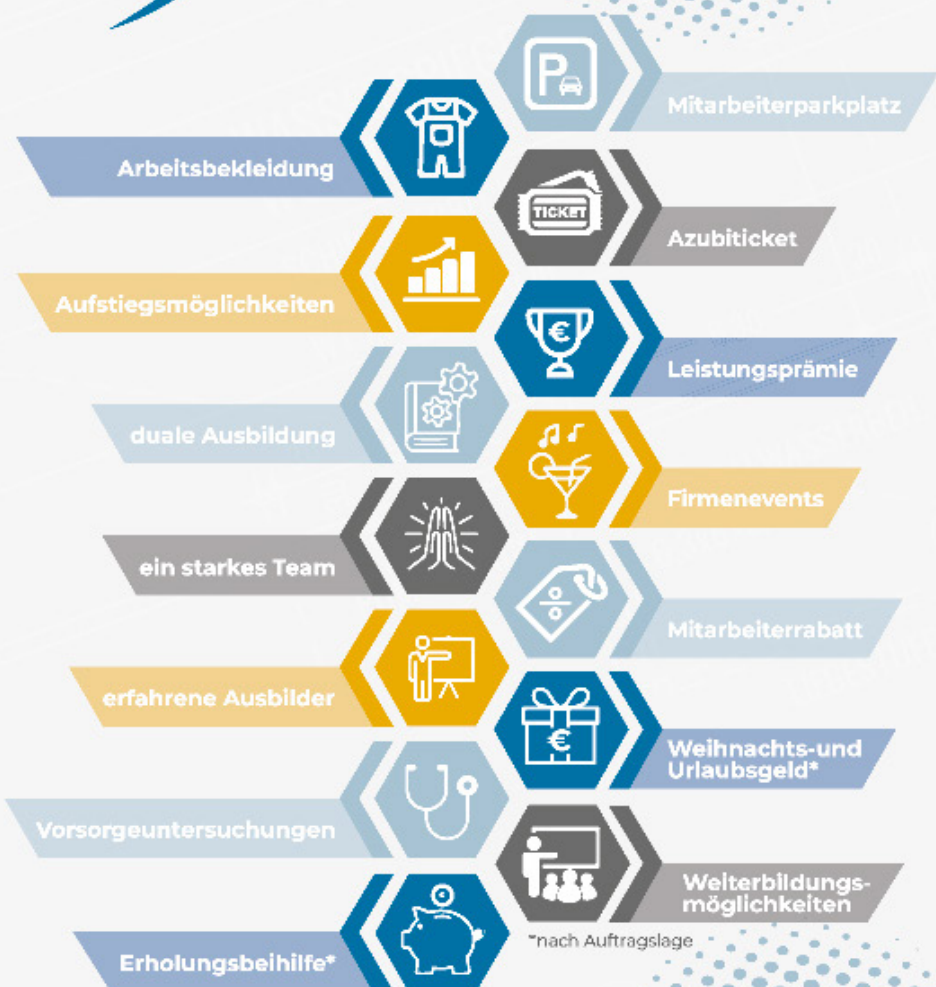 P
Mitarbeiterparkplatz
Arbeitsbekleidung
TICKET
Azubiticket
Aufstiegsmöglichkeiten
€
Leistungsprämie
duale Ausbildung
Firmenevents
ein starkes Team
%
Mitarbeiterrabatt
erfahrene Ausbilder
€
Weihnachts-und
Urlaubsgeld*
Vorsorgeuntersuchungen
Weiterbildungs-
möglichkeiten
*nach Auftragslage
Erholungsbeihilfe*